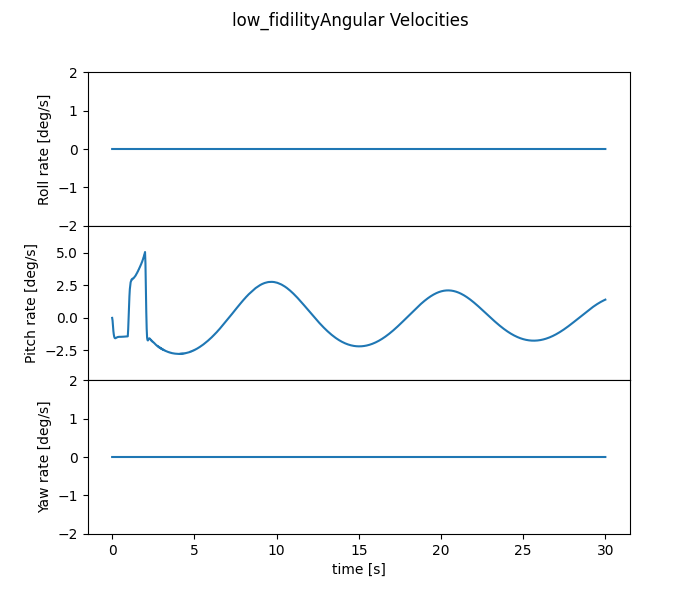 low_fidilityAngular Velocities
2
1
0
−1
−2
Roll rate [deg/s]
5.0
2.5
0.0
−2.5
Pitch rate [deg/s]
2
1
0
−1
−2
Yaw rate [deg/s]
0 5 10 15 20 25 30
time [s]